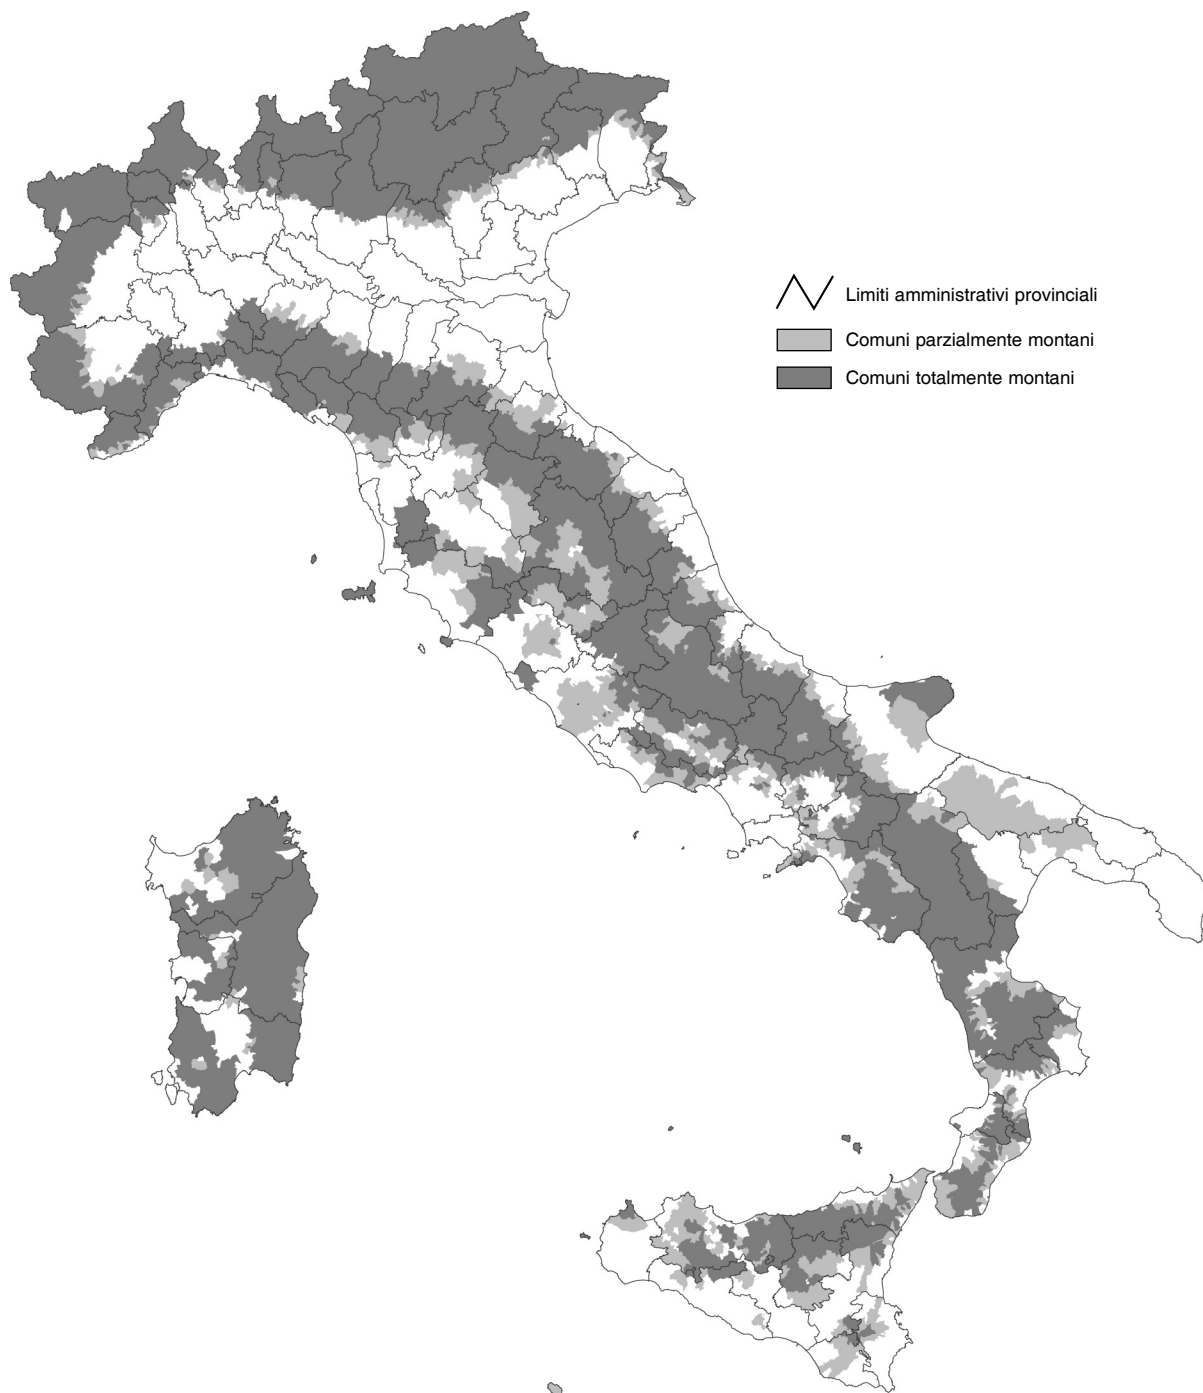 Limiti amministrativi provinciali
Comuni parzialmente montani
Comuni totalmente montani